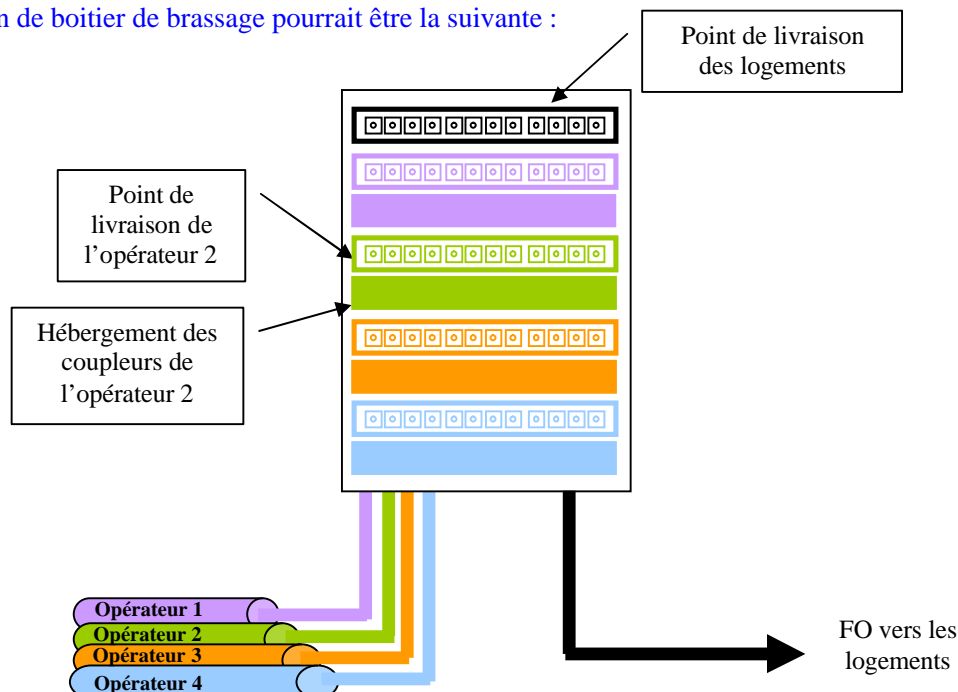 n de boitier de brassage pourrait être la suivante :
Point de livraison
des logements
Point de
livraison de
l’opérateur 2
Hébergement des
coupleurs de
l’opérateur 2
Opérateur 1
Opérateur 2
Opérateur 3
Opérateur 4
FO vers les
logements